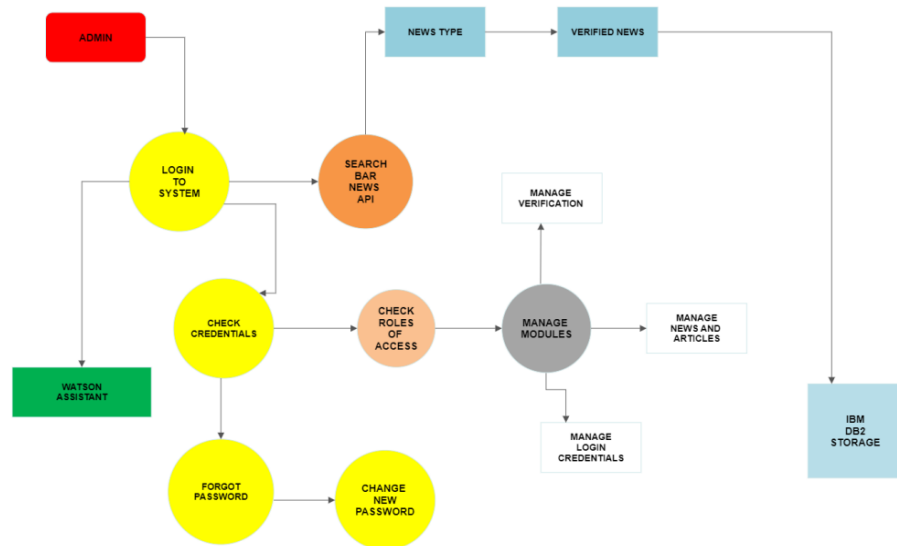 ADMIN
NEWS TYPE
VERIFIED NEWS
LOGIN
TO
SYSTEM
SEARCH
BAR
NEWS
API
MANAGE
VERIFICATION
CHECK
CREDENTIALS
CHECK
ROLES
OF
ACCESS
MANAGE
MODULES
MANAGE
NEWS AND
ARTICLES
WATSON
ASSISTANT
IBM
DB2
STORAGE
MANAGE
LOGIN
CREDENTIALS
FORGOT
PASSWORD
CHANGE
NEW
PASSWORD